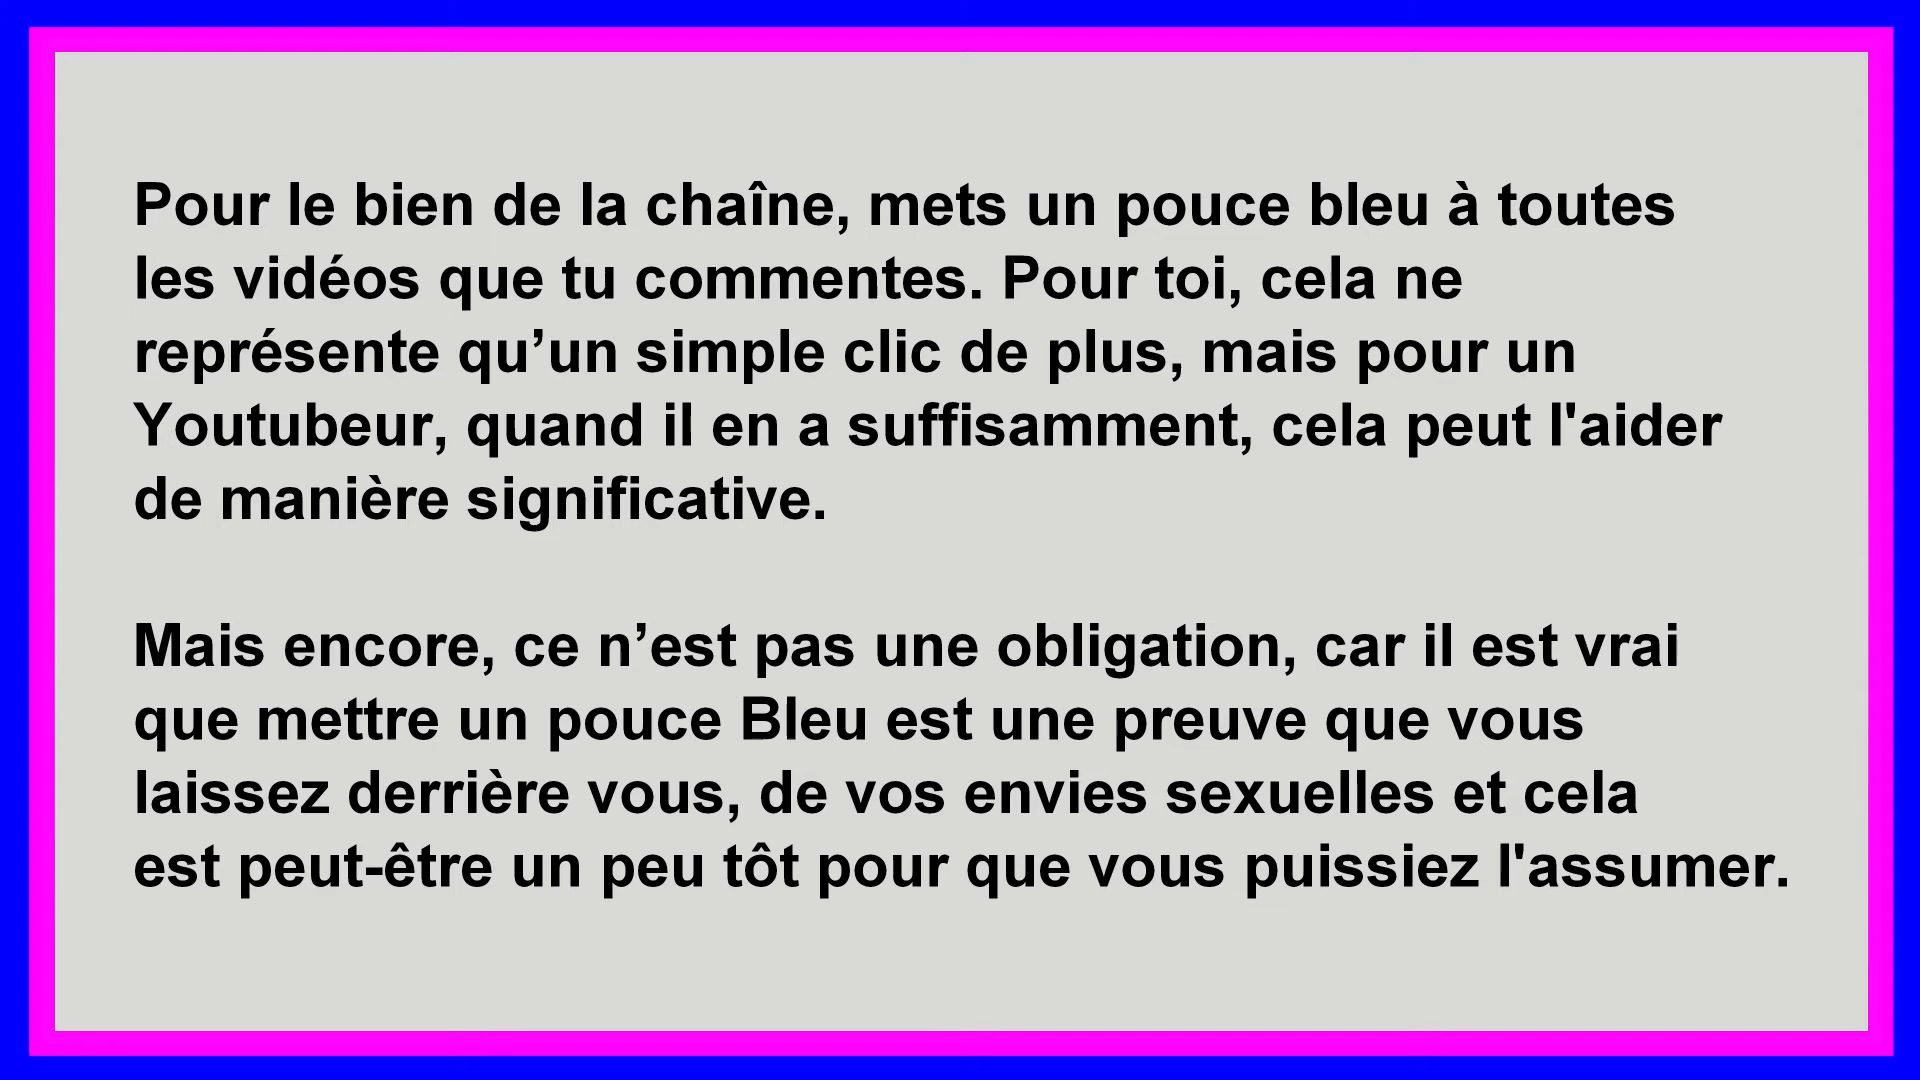 Pour le bien de la chaîne, mets un pouce bleu à toutes
les vidéos que tu commentes. Pour toi, cela ne
représente qu’un simple clic de plus, mais pour un
Youtubeur, quand il en a suffisamment, cela peut l'aider
de manière significative.
Mais encore, ce n’est pas une obligation, car il est vrai
que mettre un pouce Bleu est une preuve que vous
laissez derrière vous, de vos envies sexuelles et cela
est peut-être un peu tôt pour que vous puissiez l'assumer.